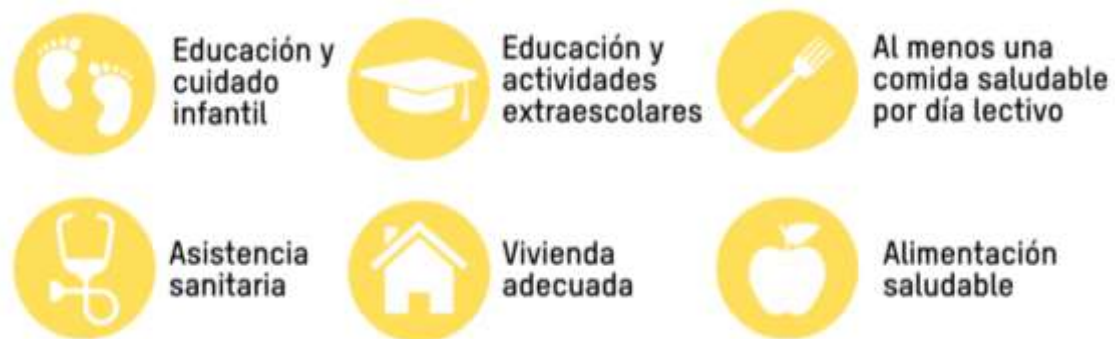 Educación y
cuidado
infantil
Educación y
actividades
extraescolares
Al menos una
comida saludable
por día lectivo
Asistencia
sanitaria
Vivienda
adecuada
Alimentación
saludable